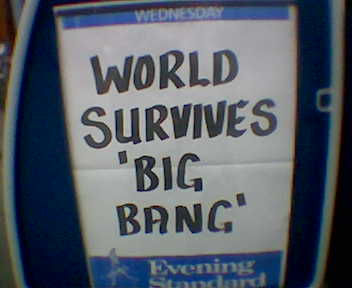 WEDNESDAY
WORLD
SURVIVES
'BIG
BANG'
Evening
Standard